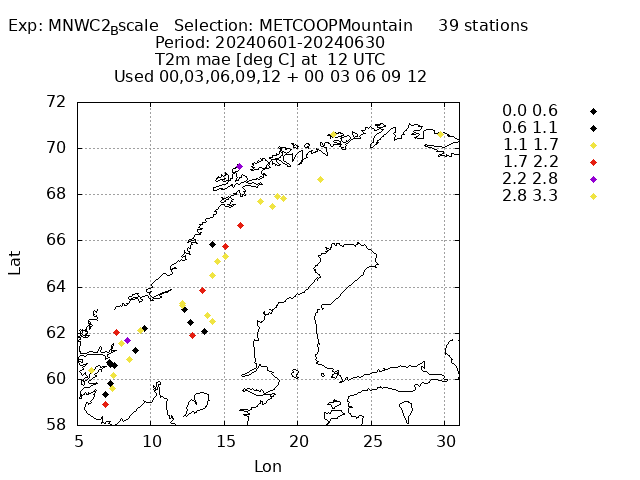 Exp: MNWC2_Bscale   Selection: METCOOPMountain     39 stations
Period: 20240601-20240630
T2m mae [deg C] at  12 UTC
Used 00,03,06,09,12 + 00 03 06 09 12
72
70
68
66
64
62
60
58
Lat
5 10 15 20 25 30
Lon
0.0 0.6
0.6 1.1
1.1 1.7
1.7 2.2
2.2 2.8
2.8 3.3